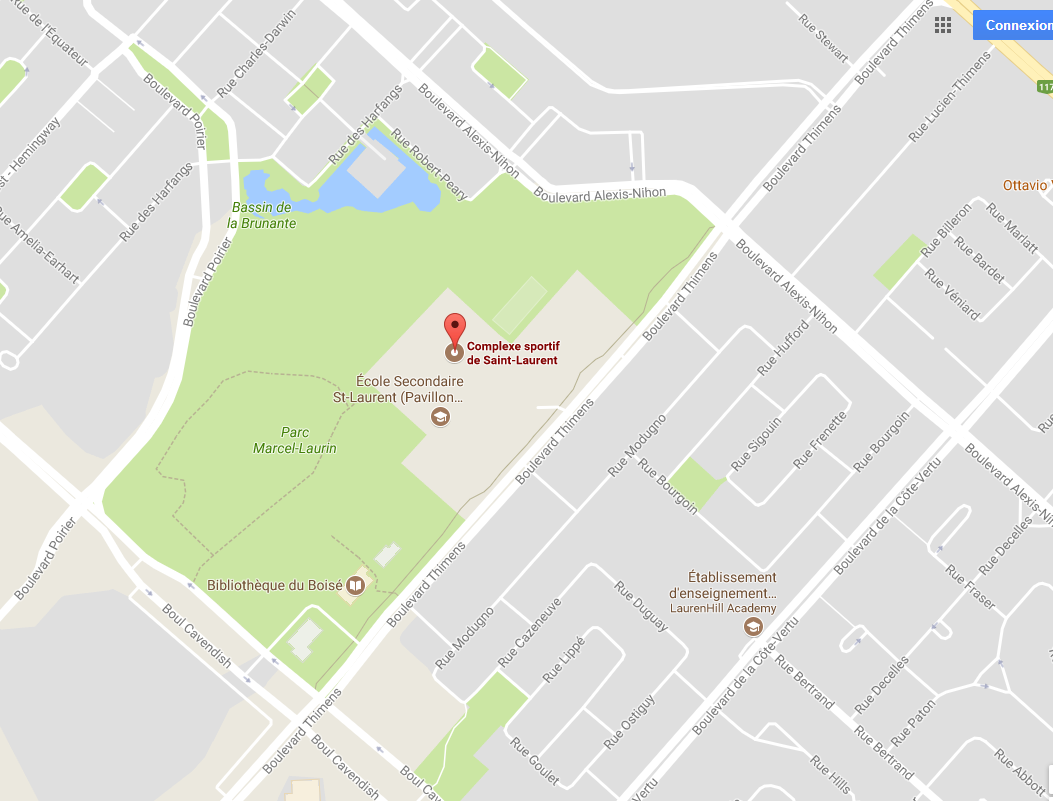 Rue de l'Équateur
Rue Charles-Darwin
Rue Stewart
Boulevard Thimens
Connexion
117
Boulevard Poirier
Rue Lucien-Thimens
Rue des Harfangs
Boulevard Alexis-Nihon
Boulevard Thimens
Hemingway
Rue Robert-Peary
Rue des Harfangs
Boulevard Alexis-Nihon
Ottavio
Bassin de
la Brunante
Rue Amelia-Earhart
Rue Billeron
Rue Marlatt
Rue Bardet
Rue Véniard
Boulevard Poirier
Boulevard Thimens
Boulevard Alexis-Nihon
Rue Hufford
Complexe sportif
de Saint-Laurent
École Secondaire
St-Laurent (Pavillon...
Parc
Marcel-Laurin
Boulevard Thimens
Rue Modugno
Rue Sigouin
Rue Frenette
Rue Bourgoin
Rue Bourgoin
Boulevard de la Côte-Vertu
Boulevard Alexis-Ni
Boulevard Poirier
Rue Decelles
Boulevard Thimens
Bibliothèque du Boisé
Établissement
d'enseignement...
LaurenHill Academy
Rue Fraser
Boul Cavendish
Rue Modugno
Rue Cazeneuve
Rue Duguay
Rue Lippé
Boulevard de la Côte-Vertu
Rue Bertrand
Rue Decelles
Rue Paton
Rue Ostiguy
Boulevard Thimens
Boul Cavendish
Boul Cav
Rue Goulet
Rue Bertrand
Rue Hills
Rue Abbott
Vertu